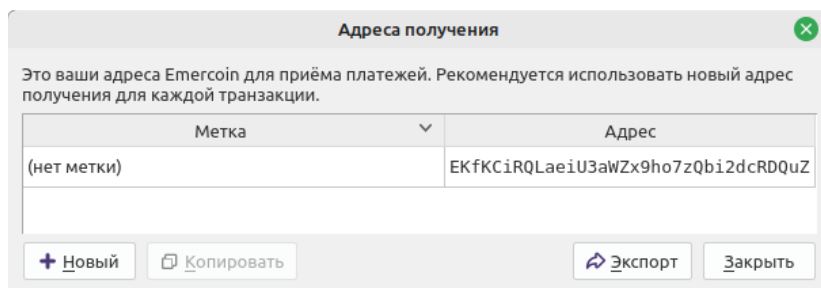 Адреса получения
Это ваши адреса Emercoin для приёма платежей. Рекомендуется использовать новый адрес
получения для каждой транзакции.
Метка Адрес
(нет метки) EKfKCiRQLaeiU3aWZx9ho7zQbi2dcRDQuZ
Новый Копировать Экспорт Закрыть